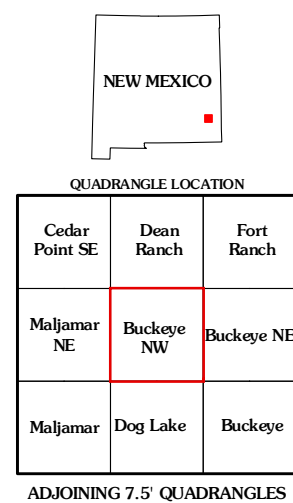 NEW MEXICO
QUADRANGLE LOCATION
Cedar
Point SE
Dean
Ranch
Fort
Ranch
Maljamar
NE
Buckeye
NW
Buckeye NE
Maljamar
Dog Lake
Buckeye
ADJOINING 7.5' QUADRANGLES